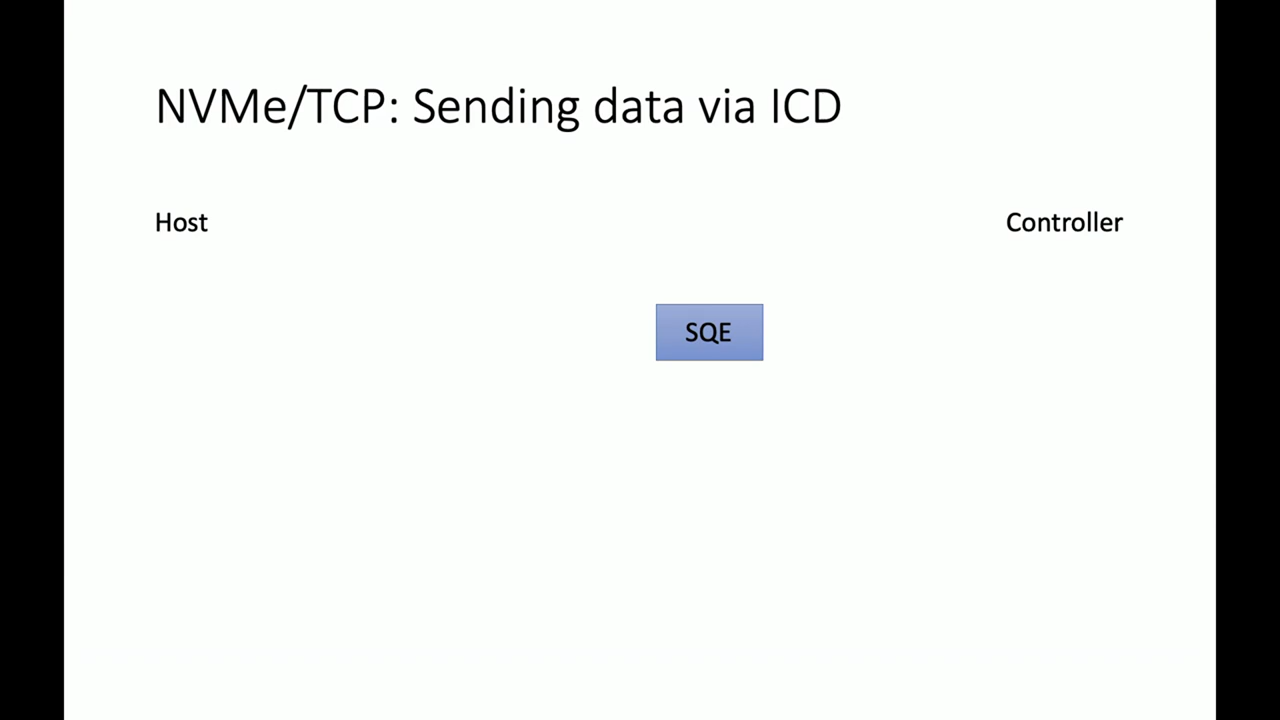 NVMe/TCP: Sending data via ICD
Host
Controller
SQE